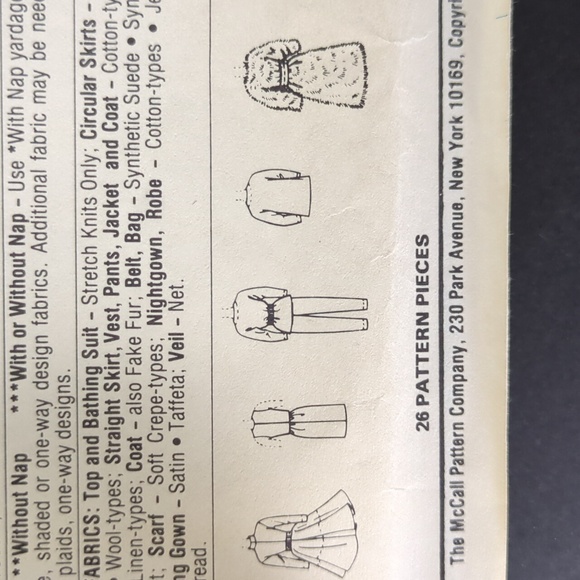 **Without Nap ***With or Without Nap - Use *With Nap yardage
, shaded or one-way design fabrics. Additional fabric may be need
plaids, one-way designs.
ABRICS: Top and Bathing Suit - Stretch Knits Only; Circular Skirts -
• Wool-types; Straight Skirt, Vest, Pants, Jacket and Coat - Cotton-ty
Linen-types; Coat - also Fake Fur; Belt, Bag - Synthetic Suede • Syn
t; Scarf - Soft Crepe-types; Nightgown, Robe - Cotton-types • Je
ng Gown - Satin • Taffeta; Veil - Net.
read.
26 PATTERN PIECES
The McCall Pattern Company, 230 Park Avenue, New York 10169, Copyri